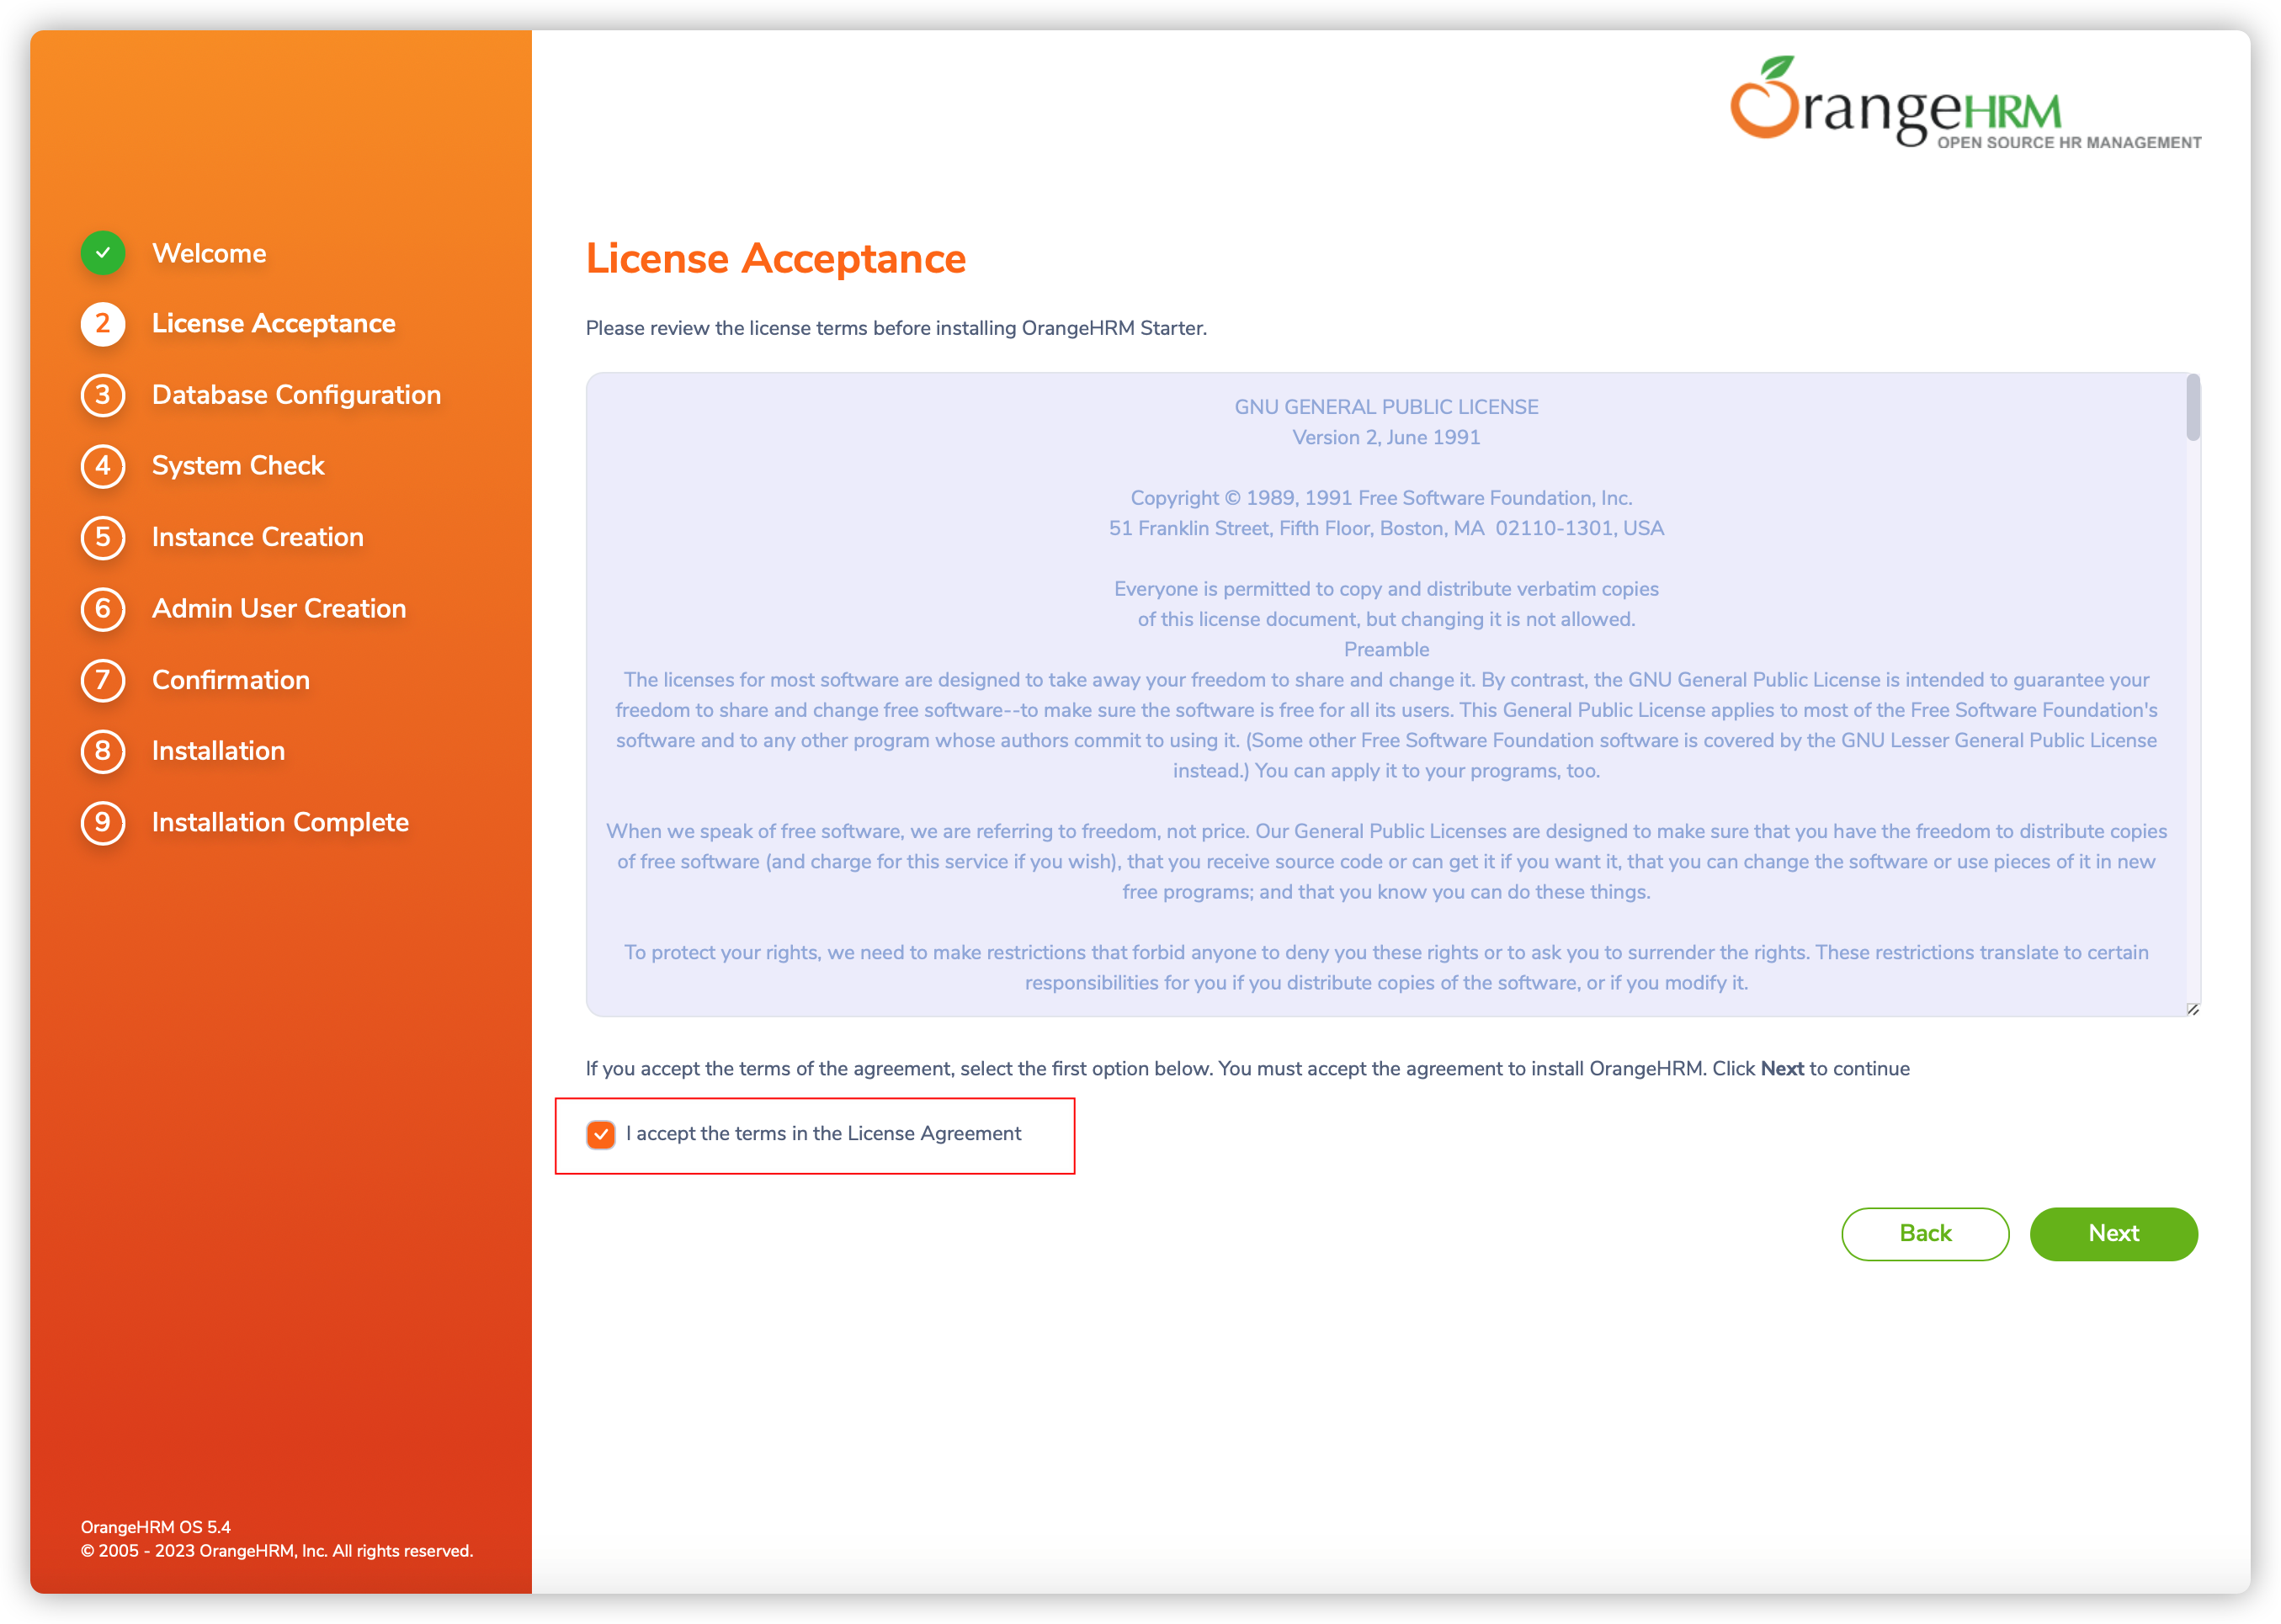 OrangeHRM
OPEN SOURCE HR MANAGEMENT
Welcome
2 License Acceptance
3 Database Configuration
4 System Check
5 Instance Creation
6 Admin User Creation
7 Confirmation
8 Installation
9 Installation Complete
OrangeHRM OS 5.4
© 2005 - 2023 OrangeHRM, Inc. All rights reserved.
License Acceptance
Please review the license terms before installing OrangeHRM Starter.
GNU GENERAL PUBLIC LICENSE
Version 2, June 1991
Copyright © 1989, 1991 Free Software Foundation, Inc.
51 Franklin Street, Fifth Floor, Boston, MA  02110-1301, USA
Everyone is permitted to copy and distribute verbatim copies
of this license document, but changing it is not allowed.
Preamble
The licenses for most software are designed to take away your freedom to share and change it. By contrast, the GNU General Public License is intended to guarantee your
freedom to share and change free software--to make sure the software is free for all its users. This General Public License applies to most of the Free Software Foundation's
software and to any other program whose authors commit to using it. (Some other Free Software Foundation software is covered by the GNU Lesser General Public License
instead.) You can apply it to your programs, too.
When we speak of free software, we are referring to freedom, not price. Our General Public Licenses are designed to make sure that you have the freedom to distribute copies
of free software (and charge for this service if you wish), that you receive source code or can get it if you want it, that you can change the software or use pieces of it in new
free programs; and that you know you can do these things.
To protect your rights, we need to make restrictions that forbid anyone to deny you these rights or to ask you to surrender the rights. These restrictions translate to certain
responsibilities for you if you distribute copies of the software, or if you modify it.
If you accept the terms of the agreement, select the first option below. You must accept the agreement to install OrangeHRM. Click Next to continue
I accept the terms in the License Agreement
Back
Next